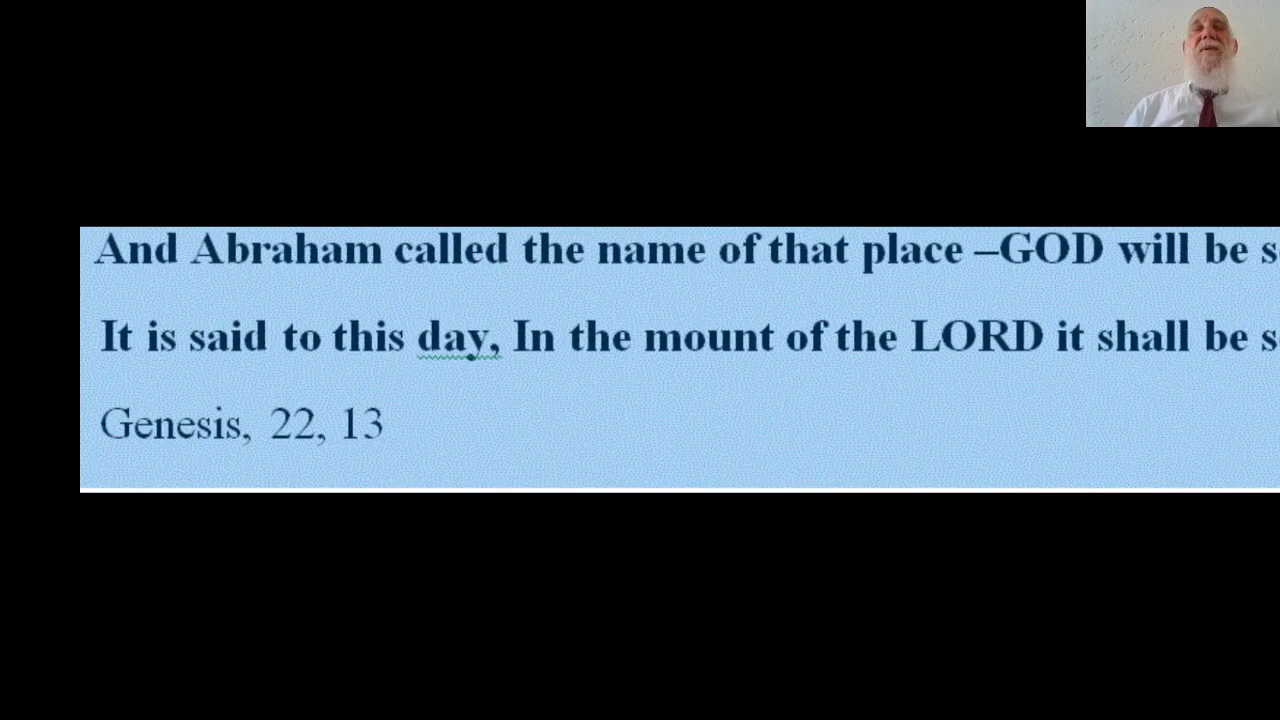 And Abraham called the name of that place –GOD will be s
It is said to this day, In the mount of the LORD it shall be s
Genesis, 22, 13